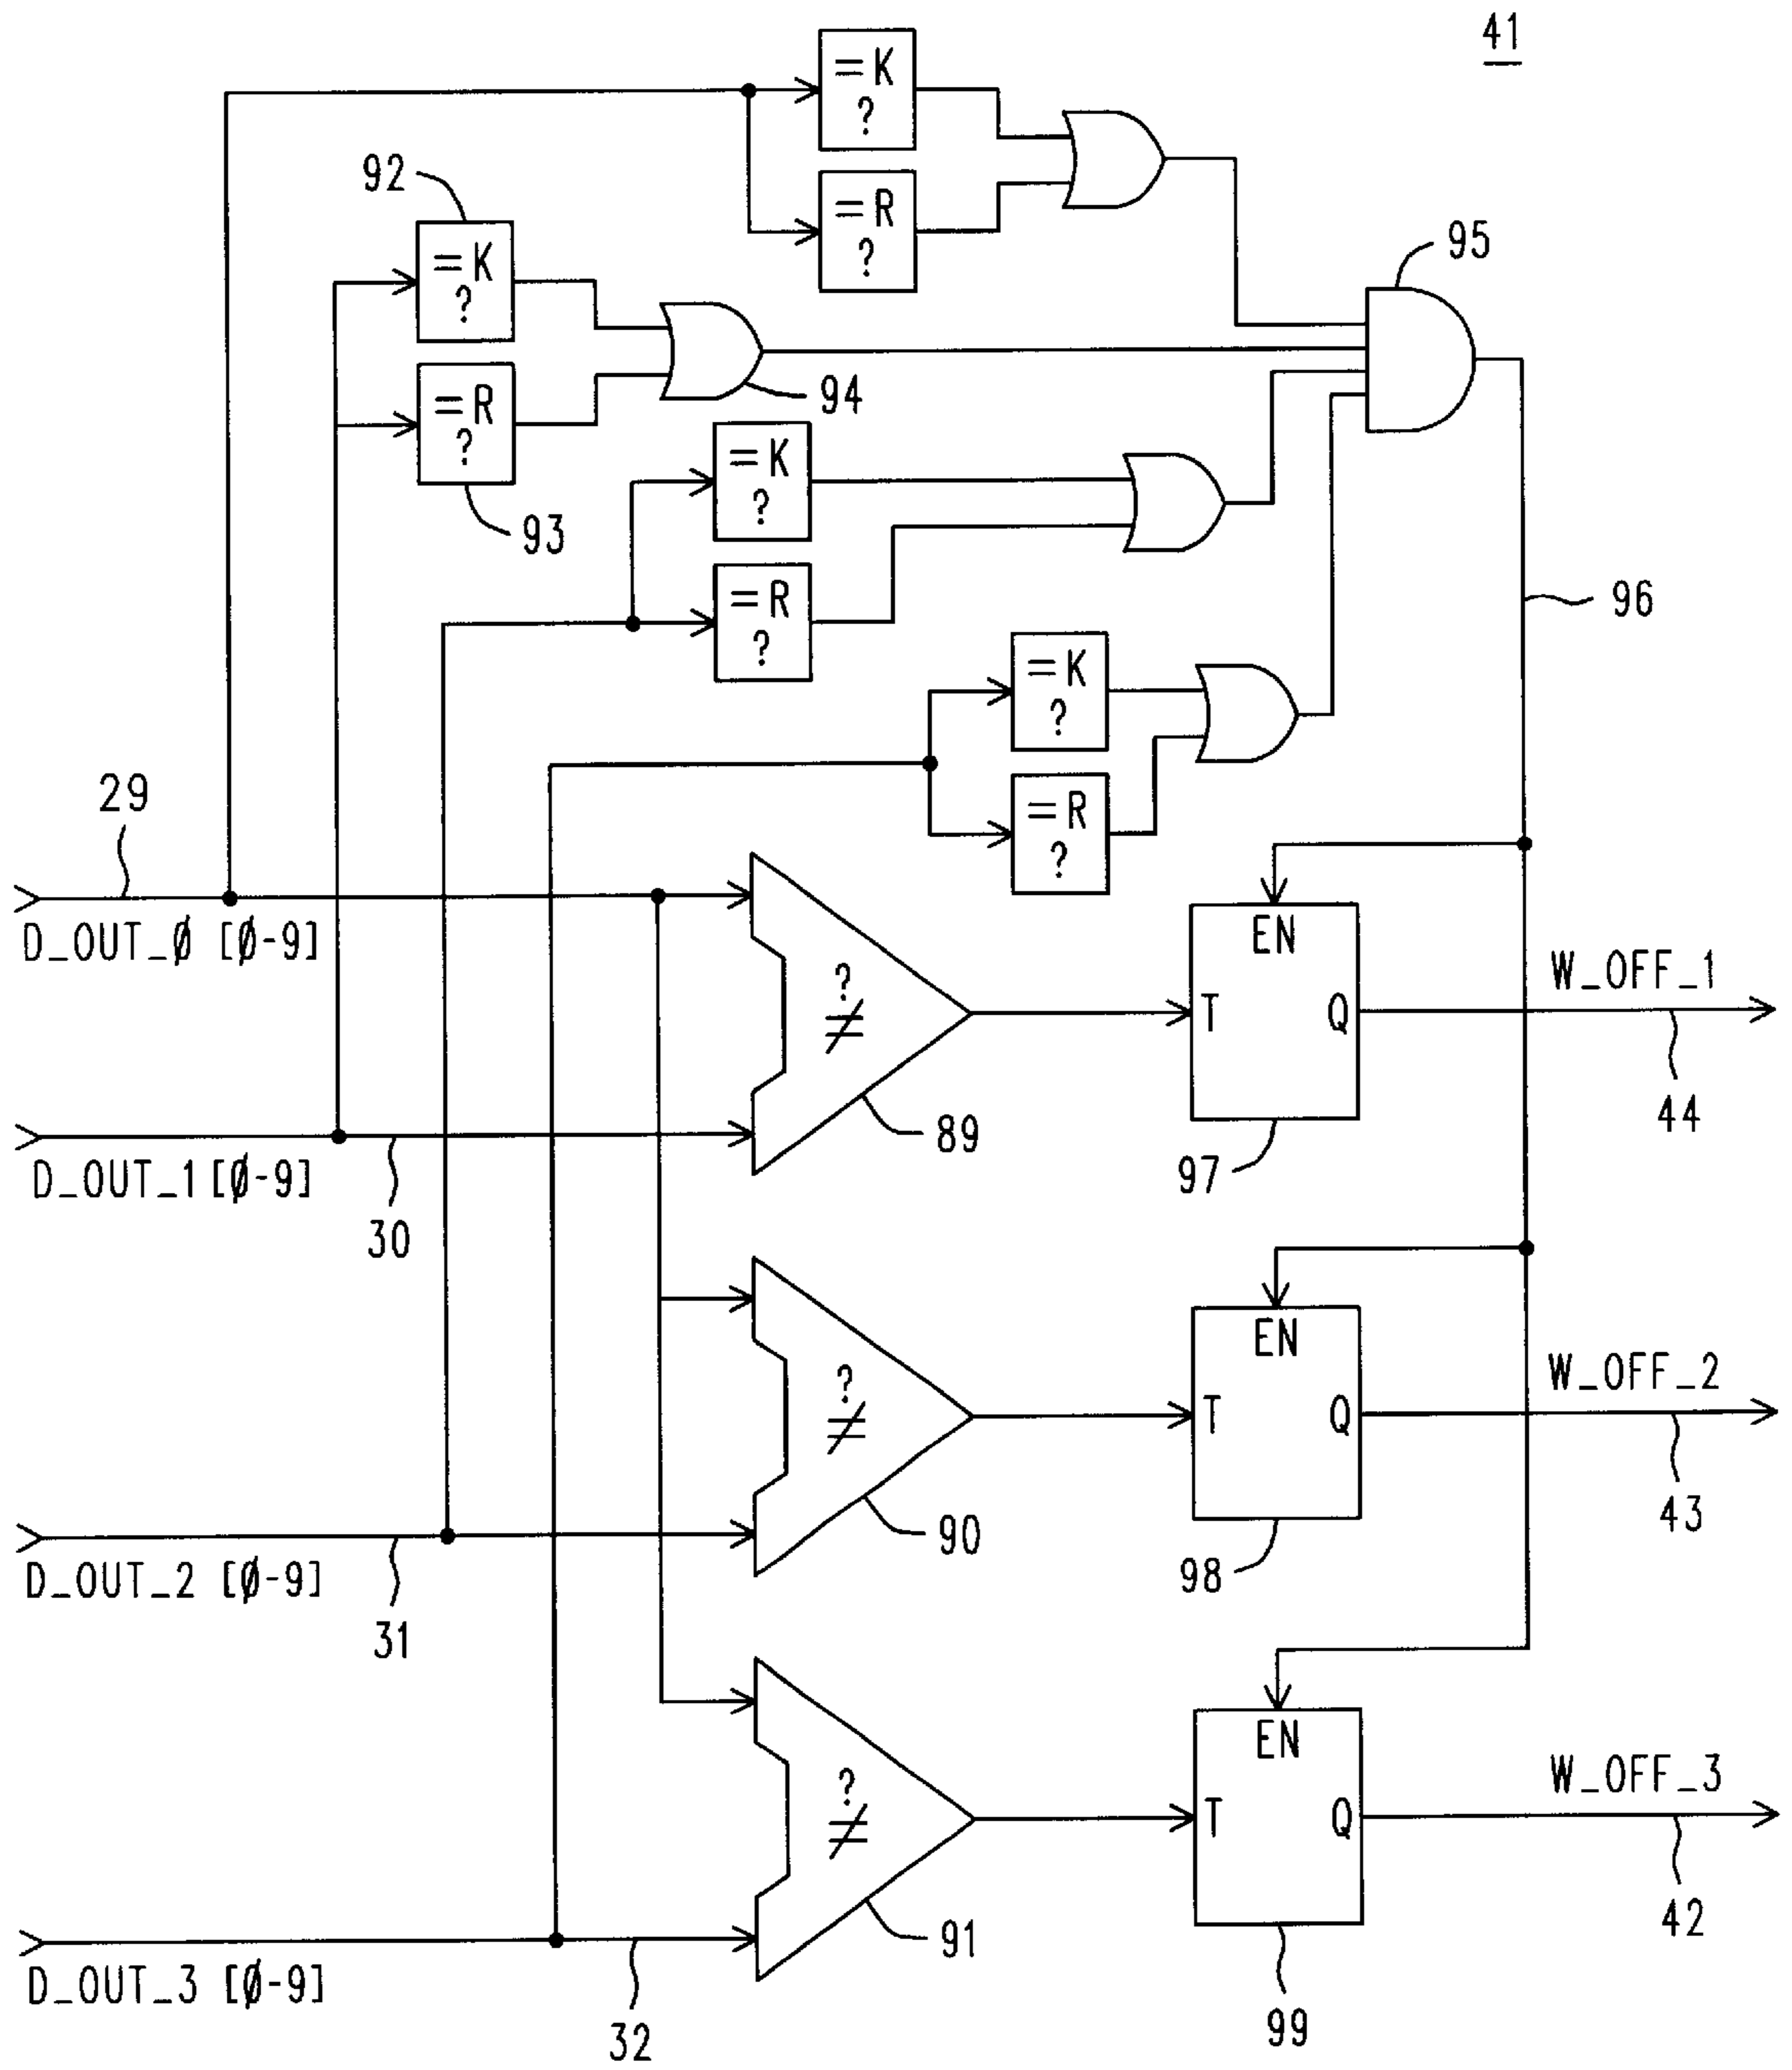 41
=K
?
92
=R
?
95
=K
?
94
=R
?
=K
?
93
=R
?
96
=K
?
29
=R
?
D_OUT_Ø [Ø-9]
EN
W_OFF_1
?
≠
T
Q
44
89
97
D_OUT_1 [Ø-9]
30
EN
W_OFF_2
?
≠
T
Q
43
90
98
D_OUT_2 [Ø-9]
31
EN
W_OFF_3
?
≠
T
Q
42
91
D_OUT_3 [Ø-9]
99
32